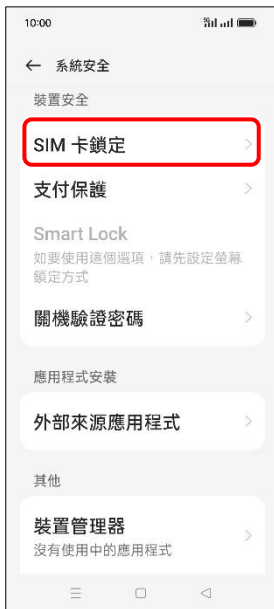 10:00
← 系統安全
裝置安全
SIM 卡鎖定
支付保護
Smart Lock
如要使用這個選項，請先設定螢幕
鎖定方式
關機驗證密碼
應用程式安裝
外部來源應用程式
其他
裝置管理器
沒有使用中的應用程式